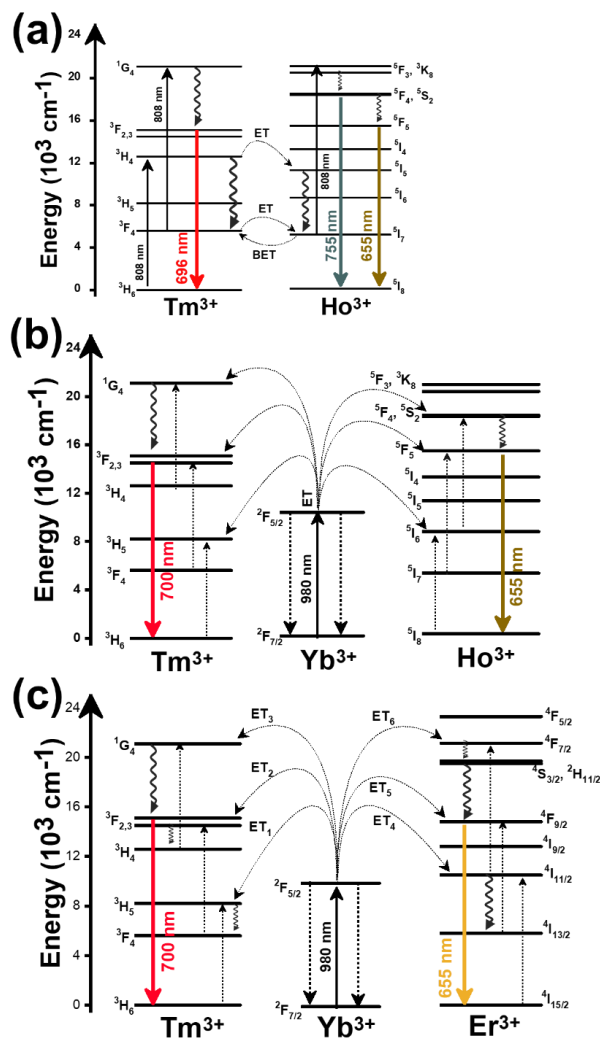 (a)
Energy (10³ cm⁻¹)
24
20
16
12
8
4
0
¹G₄
³F₂,₃
³H₄
³H₅
³F₄
³H₆
808 nm
808 nm
696 nm
Tm³⁺
ET
ET
BET
808 nm
755 nm
655 nm
⁵F₃, ³K₈
⁵F₄, ⁵S₂
⁵F₅
⁵I₄
⁵I₅
⁵I₆
⁵I₇
⁵I₈
Ho³⁺
(b)
Energy (10³ cm⁻¹)
24
20
16
12
8
4
0
¹G₄
³F₂,₃
³H₄
³H₅
³F₄
³H₆
700 nm
Tm³⁺
ET
²F₅/₂
980 nm
²F₇/₂
Yb³⁺
⁵F₃, ³K₈
⁵F₄, ⁵S₂
⁵F₅
⁵I₄
⁵I₅
⁵I₆
⁵I₇
⁵I₈
655 nm
Ho³⁺
(c)
Energy (10³ cm⁻¹)
24
20
16
12
8
4
0
¹G₄
³F₂,₃
³H₄
³H₅
³F₄
³H₆
700 nm
Tm³⁺
ET₃
ET₂
ET₁
ET₆
ET₅
ET₄
²F₅/₂
980 nm
²F₇/₂
Yb³⁺
⁴F₅/₂
⁴F₇/₂
⁴S₃/₂, ²H₁₁/₂
⁴F₉/₂
⁴I₉/₂
⁴I₁₁/₂
⁴I₁₃/₂
⁴I₁₅/₂
655 nm
Er³⁺